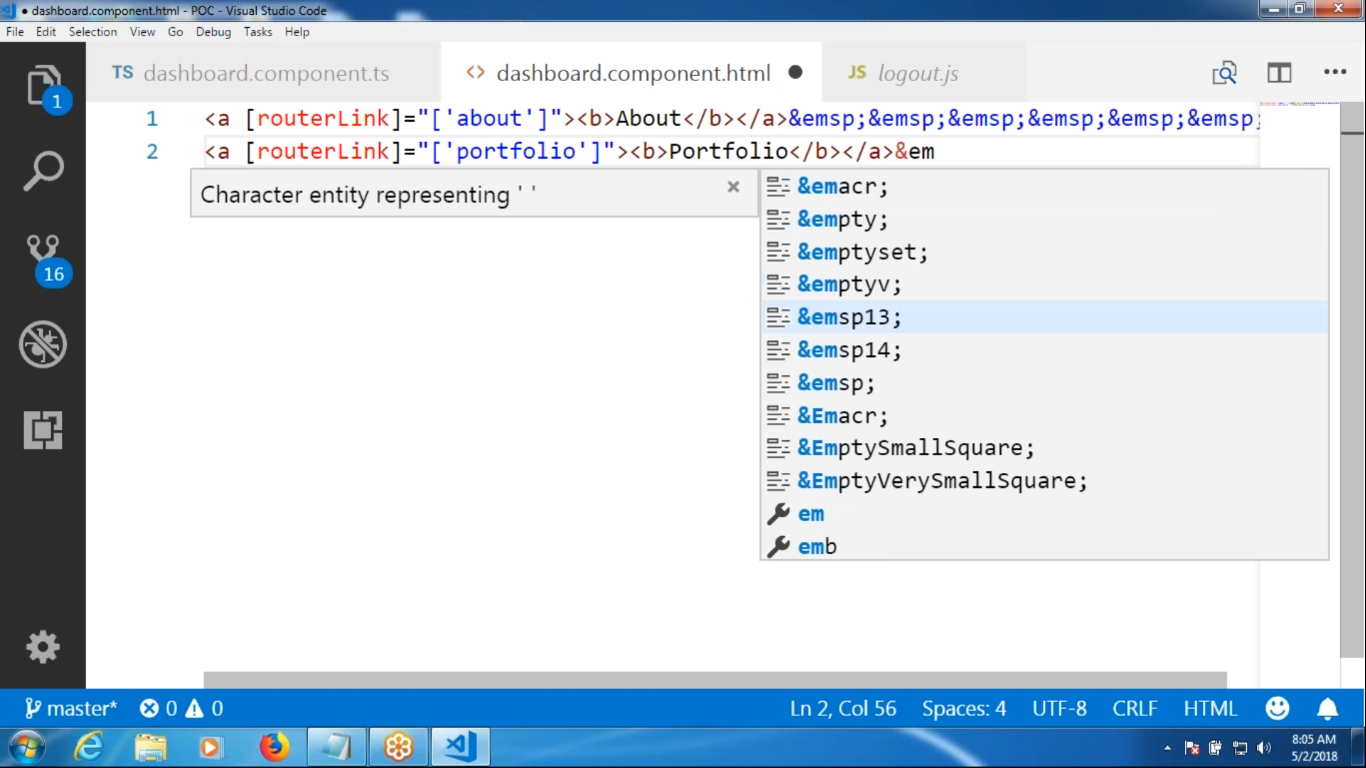 ● dashboard.component.html - POC - Visual Studio Code
File Edit Selection View Go Debug Tasks Help
TS dashboard.component.ts <> dashboard.component.html ● JS logout.js
1 <a [routerLink]="['about']"><b>About</b></a>&emsp;&emsp;&emsp;&emsp;&emsp;&emsp;
2 <a [routerLink]="['portfolio']"><b>Portfolio</b></a>&em
Character entity representing ' '
&emacr;
&empty;
&emptyset;
&emptyv;
&emsp13;
&emsp14;
&emsp;
&Emacr;
&EmptySmallSquare;
&EmptyVerySmallSquare;
em
emb
1
16
master* 0 0 Ln 2, Col 56 Spaces: 4 UTF-8 CRLF HTML
8:05 AM
5/2/2018